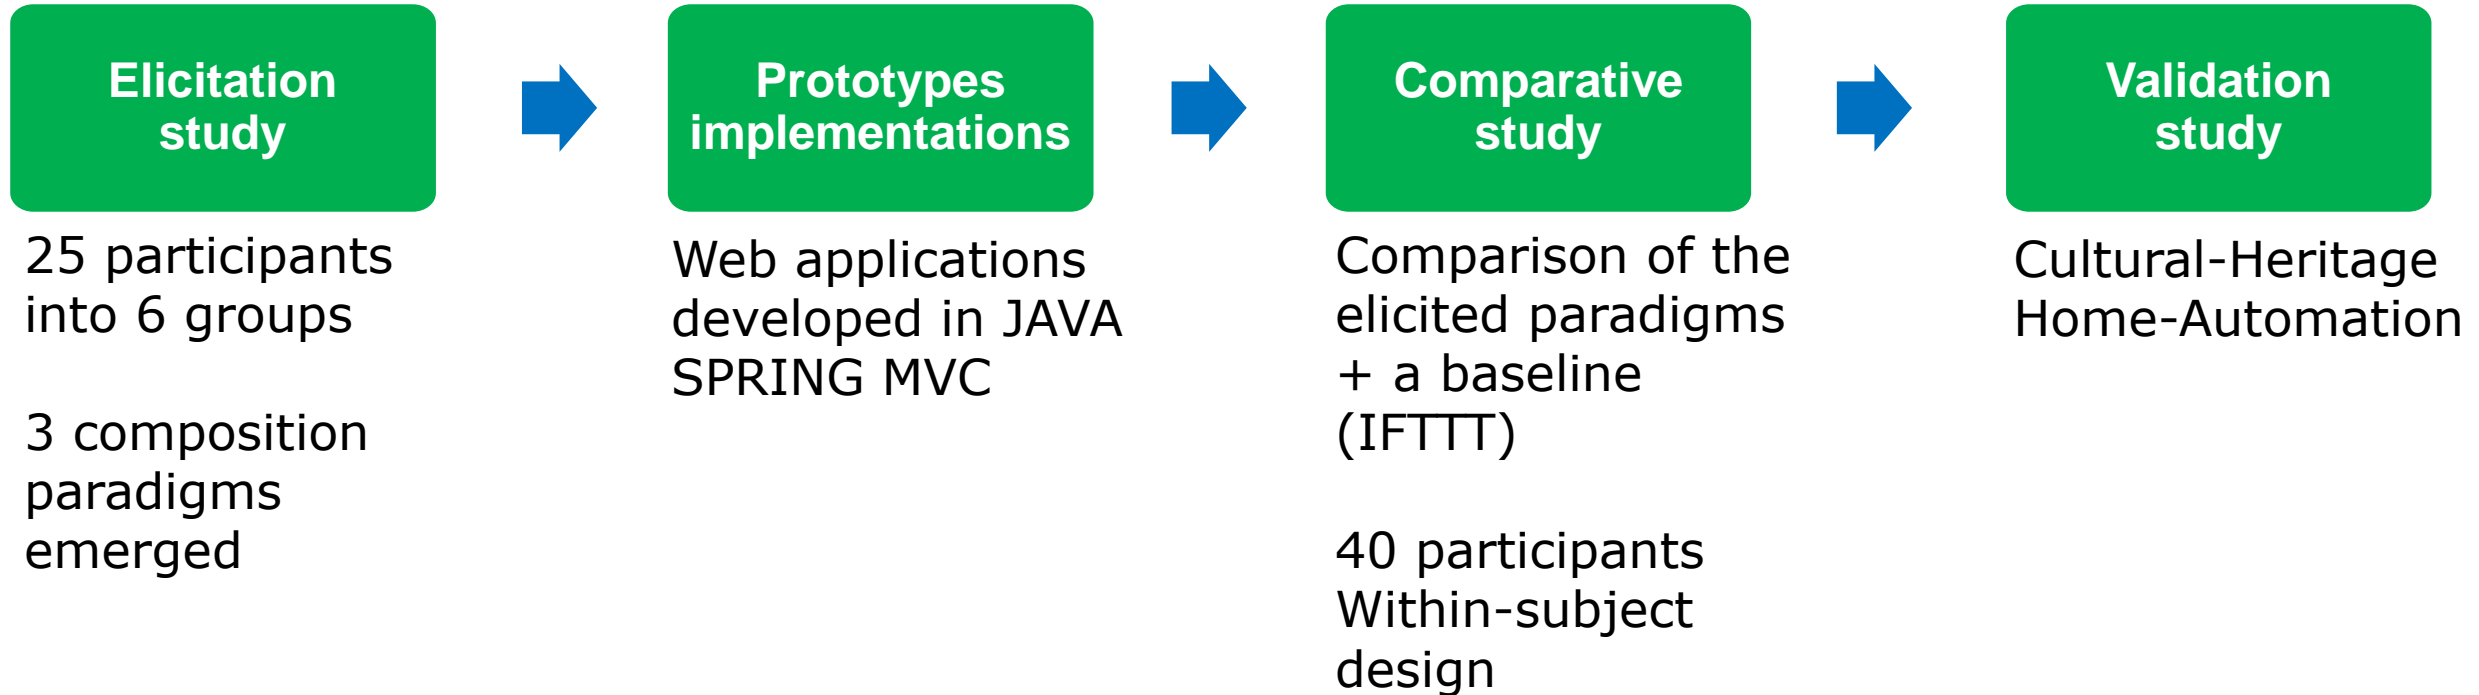 Elicitation
study
25 participants
into 6 groups
3 composition
paradigms
emerged
Prototypes
implementations
Web applications
developed in JAVA
SPRING MVC
Comparative
study
Comparison of the
elicited paradigms
+ a baseline
(IFTTT)
40 participants
Within-subject
design
Validation
study
Cultural-Heritage
Home-Automation